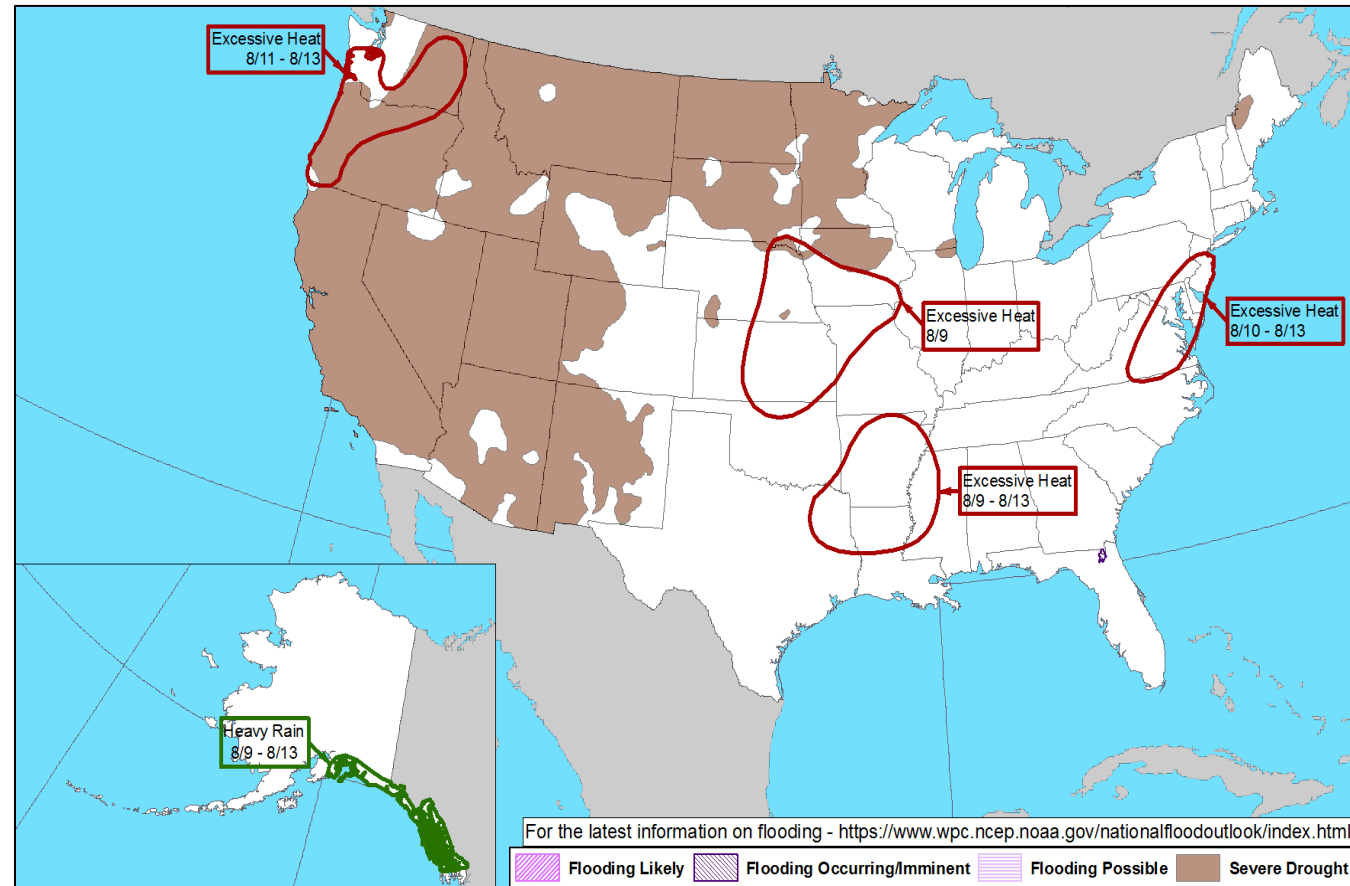 Excessive Heat
8/11 - 8/13
Excessive Heat
8/9
Excessive Heat
8/10 - 8/13
Excessive Heat
8/9 - 8/13
Heavy Rain
8/9 - 8/13
For the latest information on flooding - https://www.wpc.ncep.noaa.gov/nationalfloodoutlook/index.html
Flooding Likely
Flooding Occurring/Imminent
Flooding Possible
Severe Drought